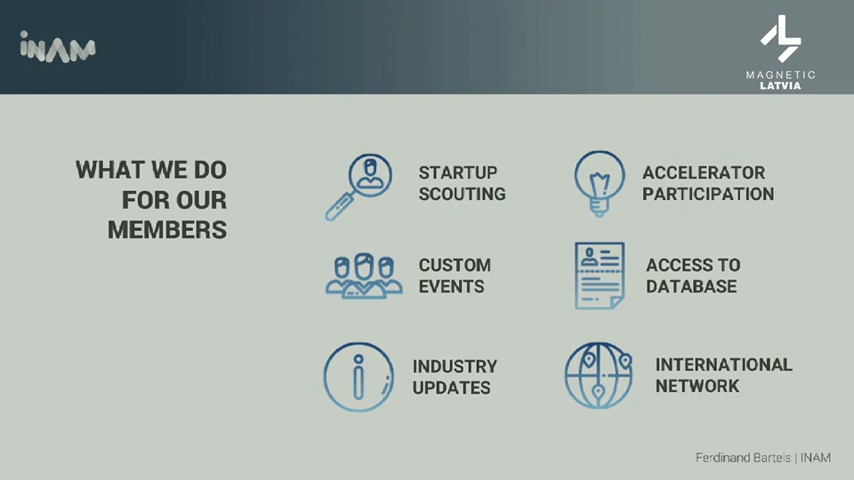 iNAM
MAGNETIC
LATVIA
WHAT WE DO
FOR OUR
MEMBERS
STARTUP
SCOUTING
ACCELERATOR
PARTICIPATION
CUSTOM
EVENTS
ACCESS TO
DATABASE
INDUSTRY
UPDATES
INTERNATIONAL
NETWORK
Ferdinand Bartels | INAM